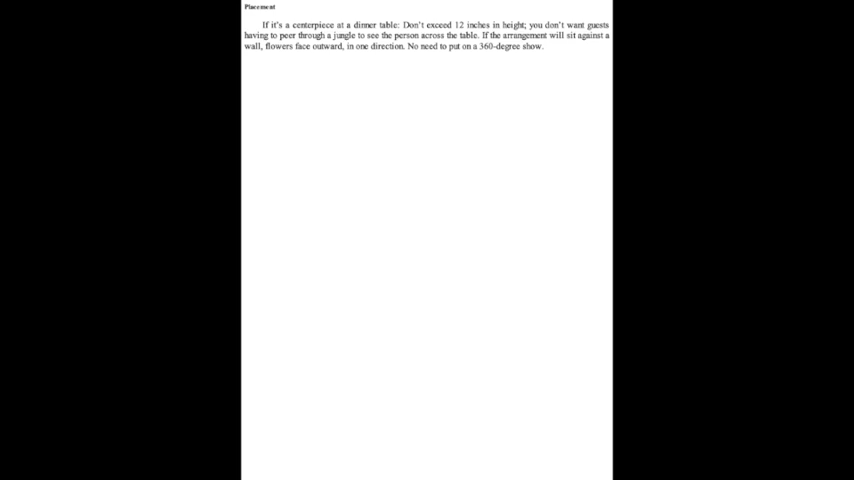 Placement
If it's a centerpiece at a dinner table: Don't exceed 12 inches in height; you don't want guests
having to peer through a jungle to see the person across the table. If the arrangement will sit against a
wall, flowers face outward, in one direction. No need to put on a 360-degree show.